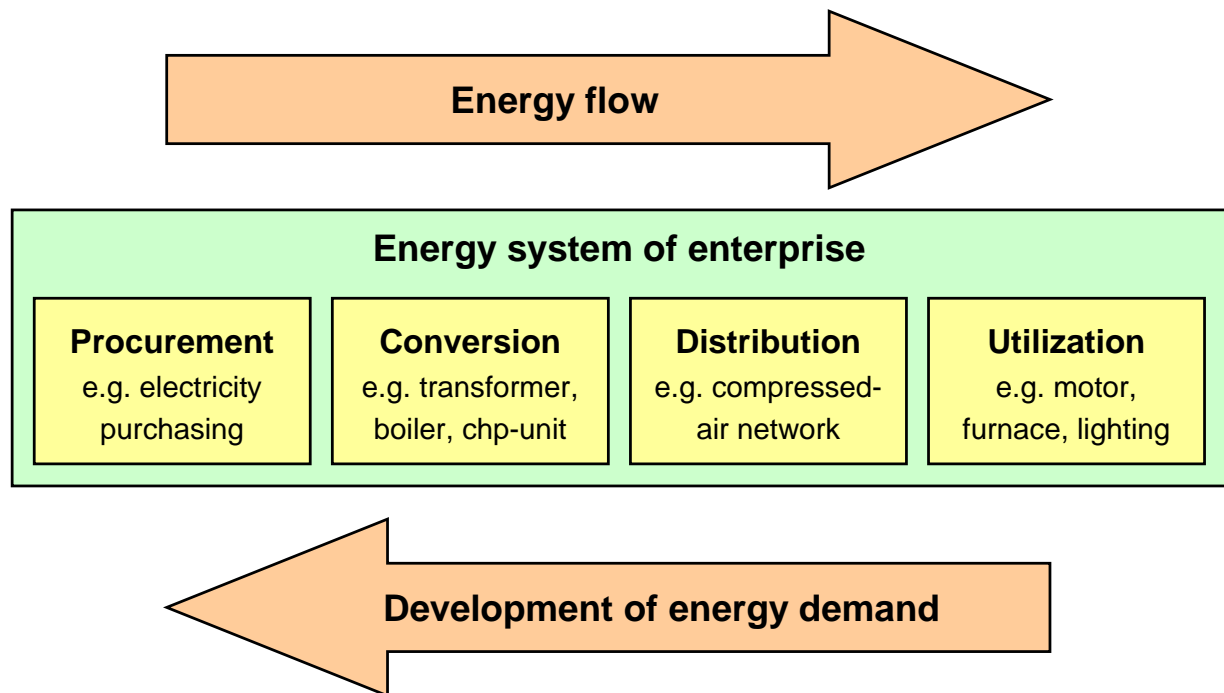 Energy flow
Energy system of enterprise
Procurement
e.g. electricity
purchasing
Conversion
e.g. transformer,
boiler, chp-unit
Distribution
e.g. compressed-
air network
Utilization
e.g. motor,
furnace, lighting
Development of energy demand